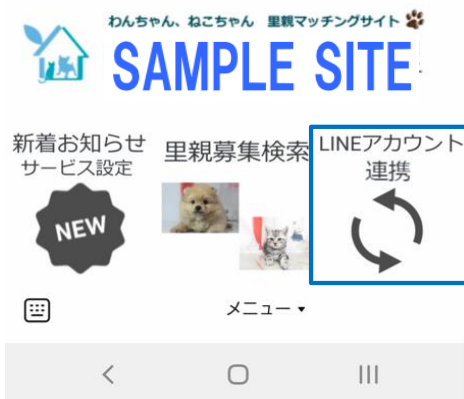 わんちゃん、ねこちゃん 里親マッチングサイト
SAMPLE SITE
新着お知らせ
サービス設定
NEW
里親募集検索
LINEアカウント
連携
メニュー ▾